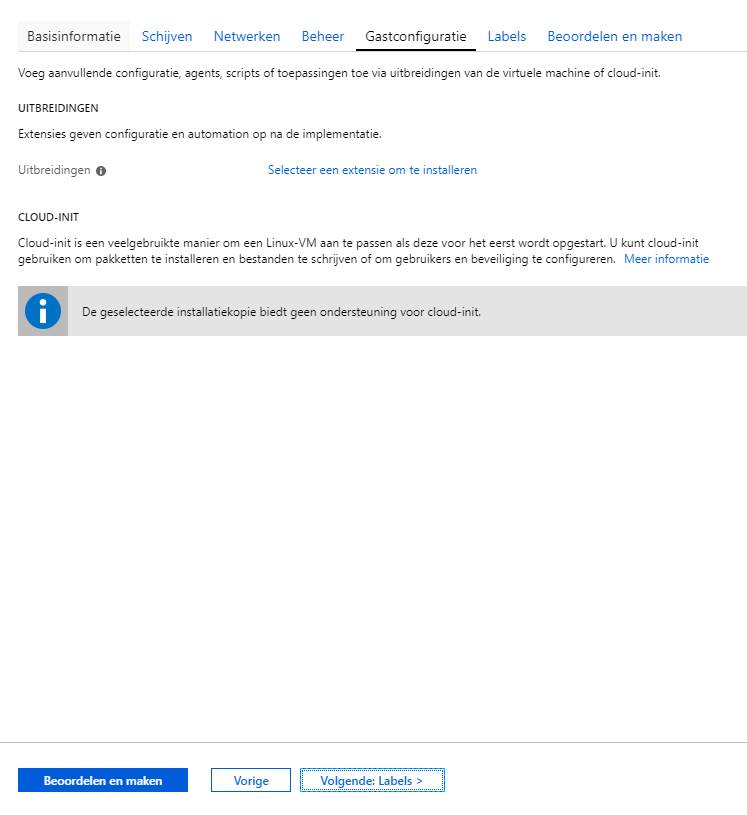 Basisinformatie Schijven Netwerken Beheer Gastconfiguratie Labels Beoordelen en maken
Voeg aanvullende configuratie, agents, scripts of toepassingen toe via uitbreidingen van de virtuele machine of cloud-init.
UITBREIDINGEN
Extensies geven configuratie en automation op na de implementatie.
Uitbreidingen Selecteer een extensie om te installeren
CLOUD-INIT
Cloud-init is een veelgebruikte manier om een Linux-VM aan te passen als deze voor het eerst wordt opgestart. U kunt cloud-init
gebruiken om pakketten te installeren en bestanden te schrijven of om gebruikers en beveiliging te configureren. Meer informatie
De geselecteerde installatiekopie biedt geen ondersteuning voor cloud-init.
Beoordelen en maken Vorige Volgende: Labels >